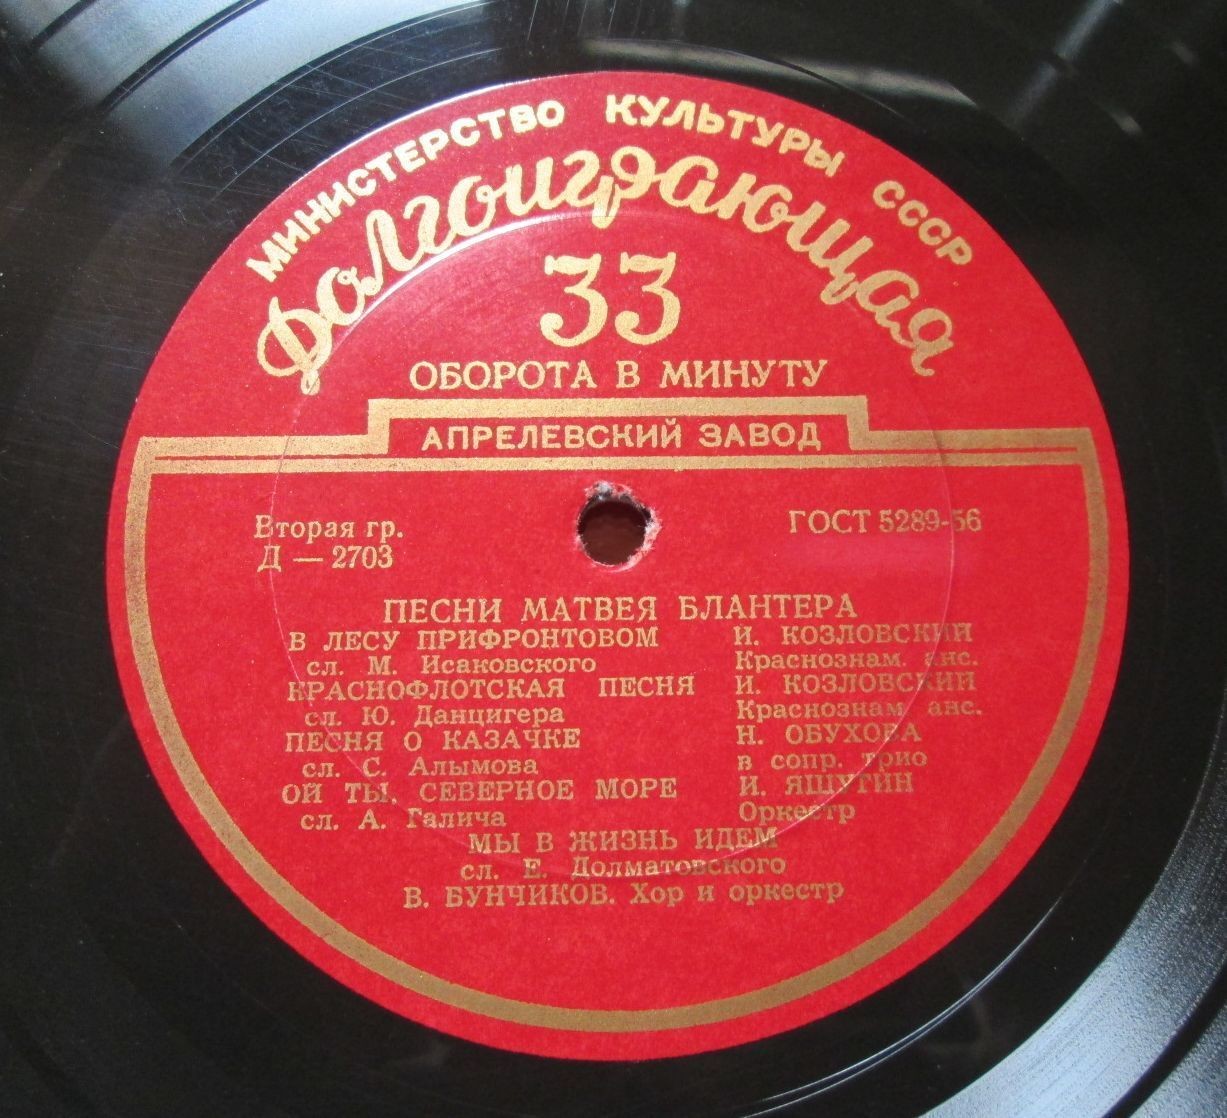 МИНИСТЕРСТВО КУЛЬТУРЫ СССР
Долгоиграющая
33
ОБОРОТА В МИНУТУ
АПРЕЛЕВСКИЙ ЗАВОД
Вторая гр. ГОСТ 5289-56
Д — 2703
ПЕСНИ МАТВЕЯ БЛАНТЕРА
В ЛЕСУ ПРИФРОНТОВОМ И. КОЗЛОВСКИЙ
сл. М. Исаковского Краснознам. анс.
КРАСНОФЛОТСКАЯ ПЕСНЯ И. КОЗЛОВСКИЙ
сл. Ю. Данцигера Краснознам анс.
ПЕСНЯ О КАЗАЧКЕ Н. ОБУХОВА
сл. С. Алымова в сопр. трио
ОЙ ТЫ, СЕВЕРНОЕ МОРЕ И. ЯШУГИН
сл. А. Галича Оркестр
МЫ В ЖИЗНЬ ИДЕМ
сл. Е. Долматовского
В. БУНЧИКОВ. Хор и оркестр